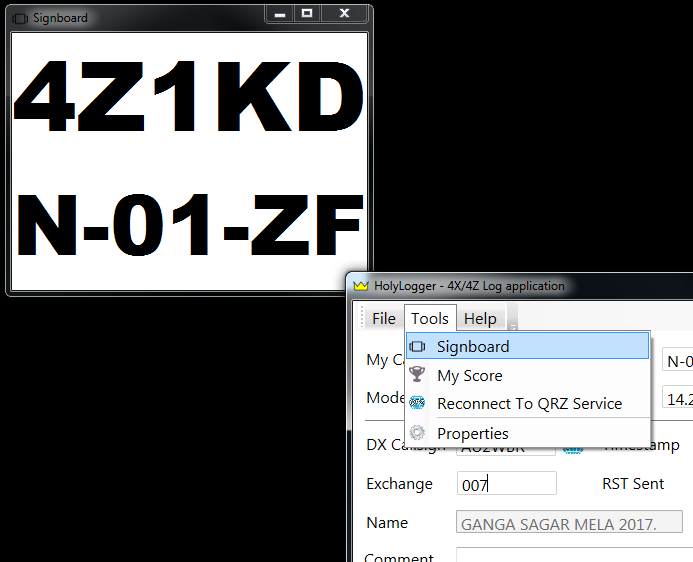 Signboard
4Z1KD
N-01-ZF
HolyLogger - 4X/4Z Log application
File Tools Help
Signboard
My Score
Reconnect To QRZ Service
Properties
My
N-0
Mode
14.2
DX Callsign
Timestamp
Exchange 007 RST Sent
Name GANGA SAGAR MELA 2017.
Comment